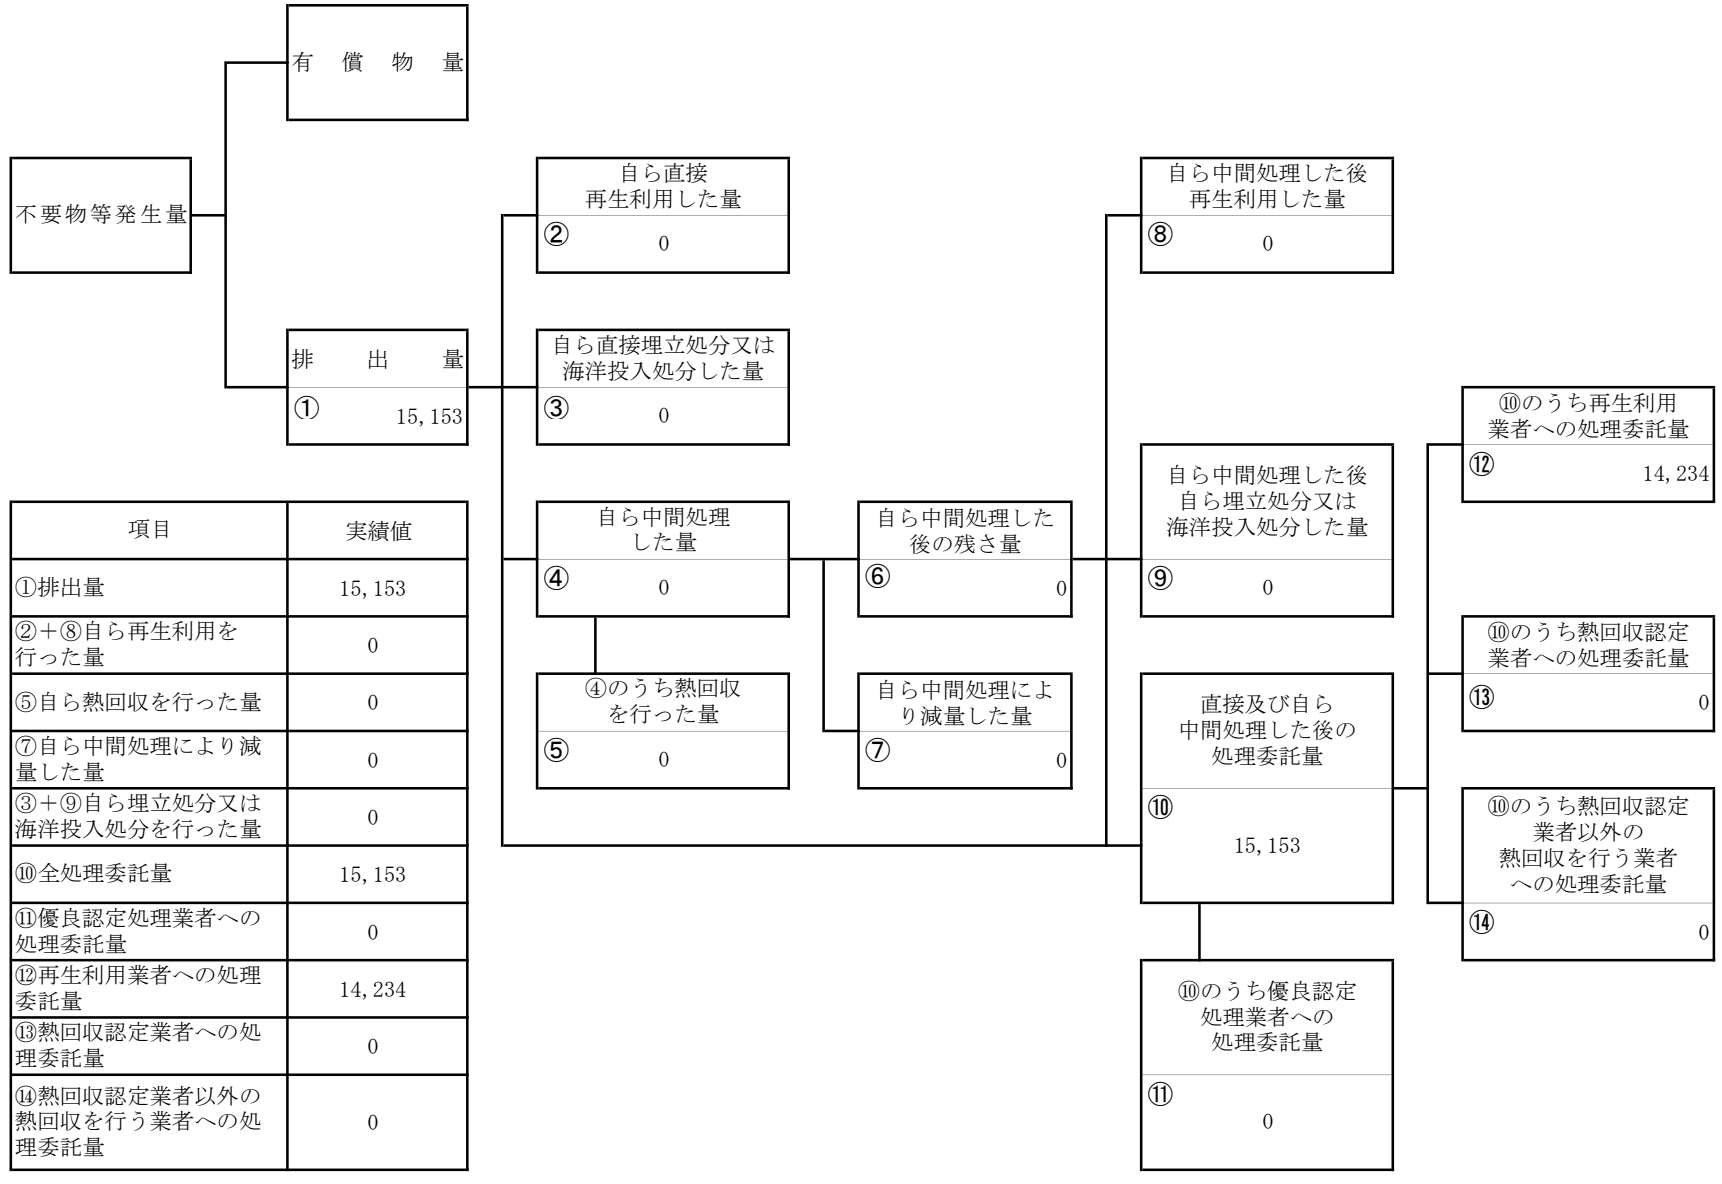 有償物量
不要物等発生量
排出量
①
15,153
自ら直接
再生利用した量
②
0
自ら直接埋立処分又は
海洋投入処分した量
③
0
自ら中間処理
した量
④
0
④のうち熱回収
を行った量
⑤
0
自ら中間処理した
後の残さ量
⑥
0
自ら中間処理によ
り減量した量
⑦
0
自ら中間処理した後
再生利用した量
⑧
0
自ら中間処理した後
自ら埋立処分又は
海洋投入処分した量
⑨
0
直接及び自ら
中間処理した後の
処理委託量
⑩
15,153
⑩のうち優良認定
処理業者への
処理委託量
⑪
0
⑩のうち再生利用
業者への処理委託量
⑫
14,234
⑩のうち熱回収認定
業者への処理委託量
⑬
0
⑩のうち熱回収認定
業者以外の
熱回収を行う業者
への処理委託量
⑭
0
項目 実績値
①排出量 15,153
②＋⑧自ら再生利用を
行った量
0
⑤自ら熱回収を行った量 0
⑦自ら中間処理により減
量した量
0
③＋⑨自ら埋立処分又は
海洋投入処分を行った量
0
⑩全処理委託量 15,153
⑪優良認定処理業者への
処理委託量
0
⑫再生利用業者への処理
委託量
14,234
⑬熱回収認定業者への処
理委託量
0
⑭熱回収認定業者以外の
熱回収を行う業者への処
理委託量
0